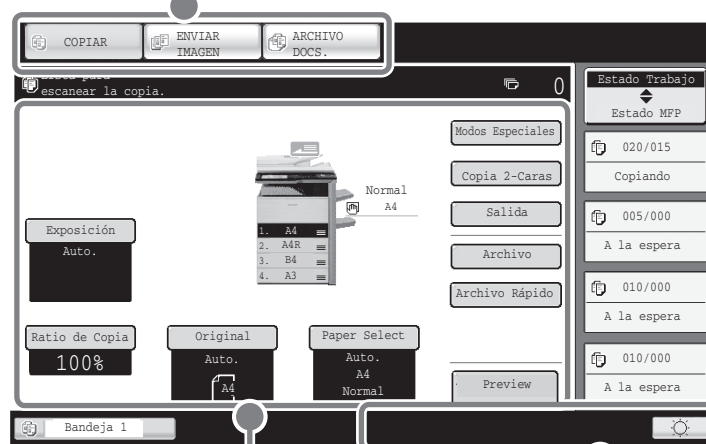 COPIAR
ENVIAR
IMAGEN
ARCHIVO
DOCS.
escanear la copia.
0
Estado Trabajo
Estado MFP
020/015
Copiando
005/000
A la espera
010/000
A la espera
010/000
A la espera
Modos Especiales
Copia 2-Caras
Salida
Archivo
Archivo Rápido
Preview
Normal
A4
1. A4
2. A4R
3. B4
4. A3
Exposición
Auto.
Ratio de Copia
100%
Original
Auto.
A4
Paper Select
Auto.
A4
Normal
Bandeja 1